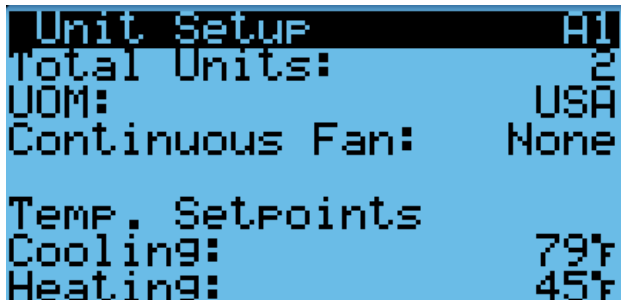 Unit Setup A1
Total Units: 2
UOM: USA
Continuous Fan: None
Temp. Setpoints
Cooling: 79°F
Heating: 45°F